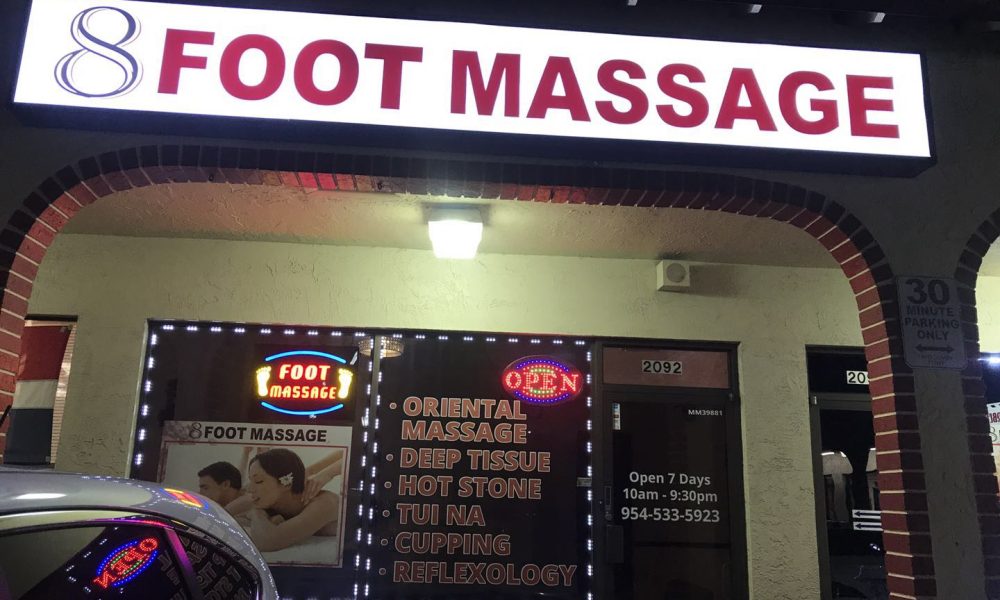 8 FOOT MASSAGE
30
MINUTE
PARKING
ONLY
2092
MM39881
FOOT
MASSAGE
OPEN
8 FOOT MASSAGE
• ORIENTAL
MASSAGE
• DEEP TISSUE
• HOT STONE
• TUI NA
• CUPPING
• REFLEXOLOGY
Open 7 Days
10am - 9:30pm
954-533-5923
OPEN